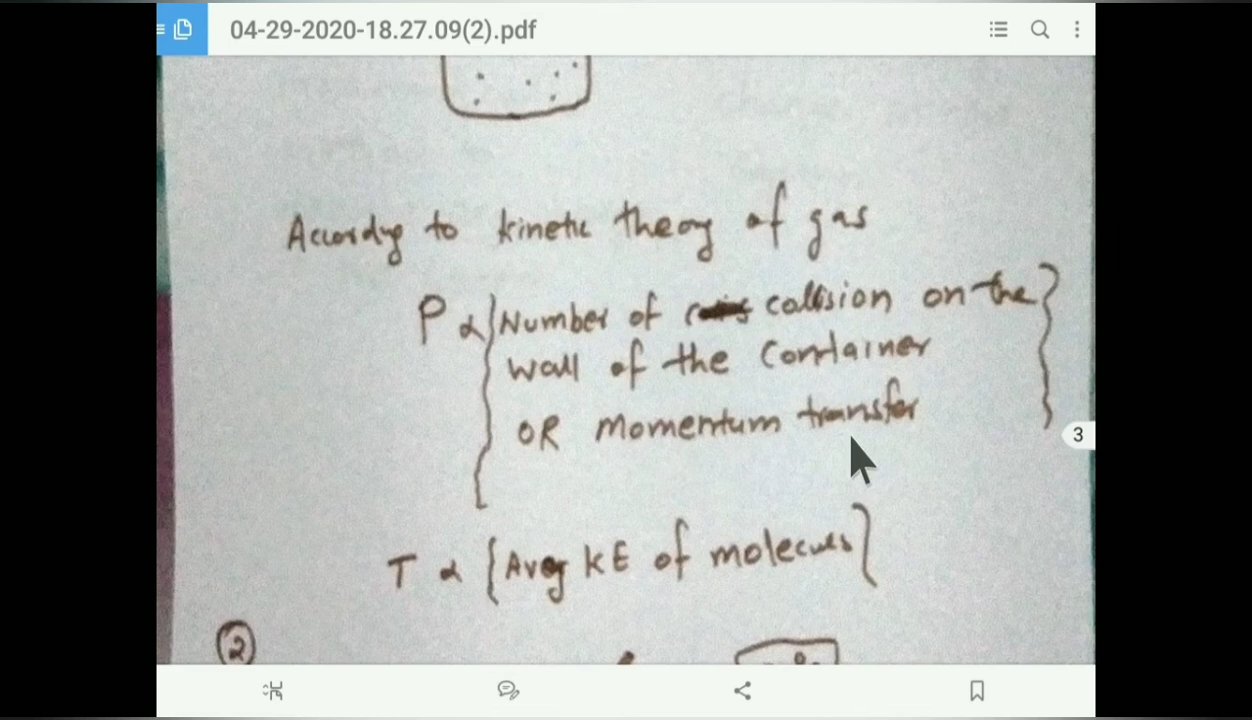 04-29-2020-18.27.09(2).pdf
According to kinetic theory of gas
P α { Number of collision on the }
wall of the container
OR momentum transfer
3
T α { Avg KE of molecules }
2